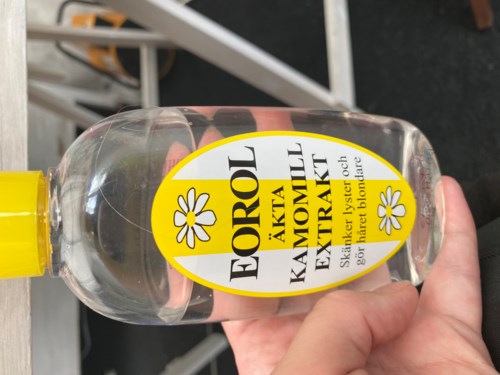 EOROL
ÄKTA
KAMOMILL
EXTRAKT
Skänker lyster och
gör håret blondare